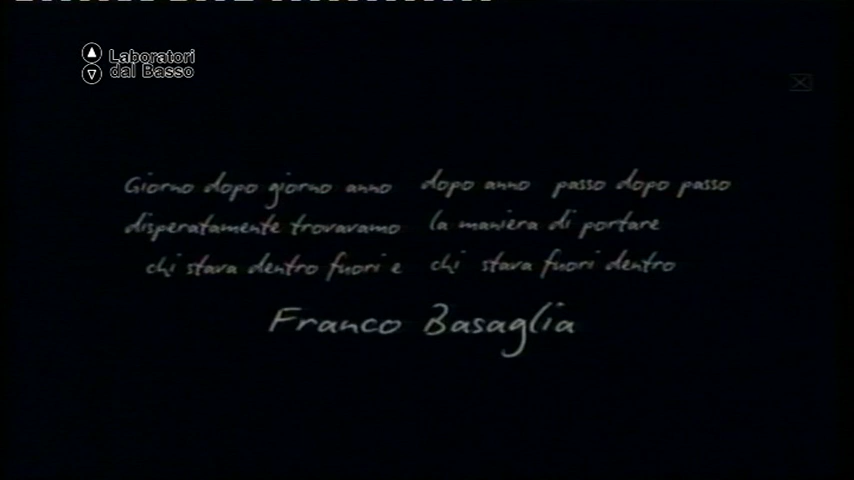 Laboratori
dal Basso
Giorno dopo giorno anno dopo anno passo dopo passo
disperatamente trovavamo la maniera di portare
chi stava dentro fuori e chi stava fuori dentro
Franco Basaglia